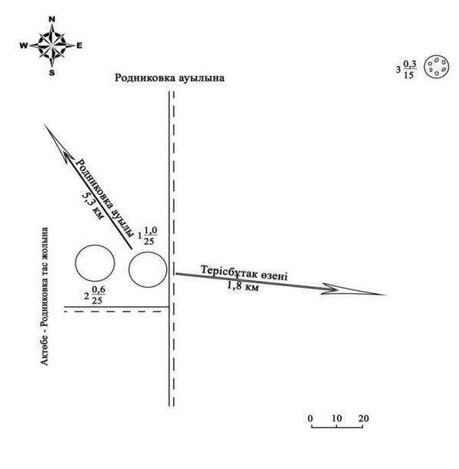 N
W E
S
Родниковка ауылына
3 0,3
15
Родниковка ауылы
5,3 км
1 1,0
25
2 0,6
25
Терісбұтақ өзені
1,8 км
Ақтөбе - Родниковка тас жолына
0 10 20